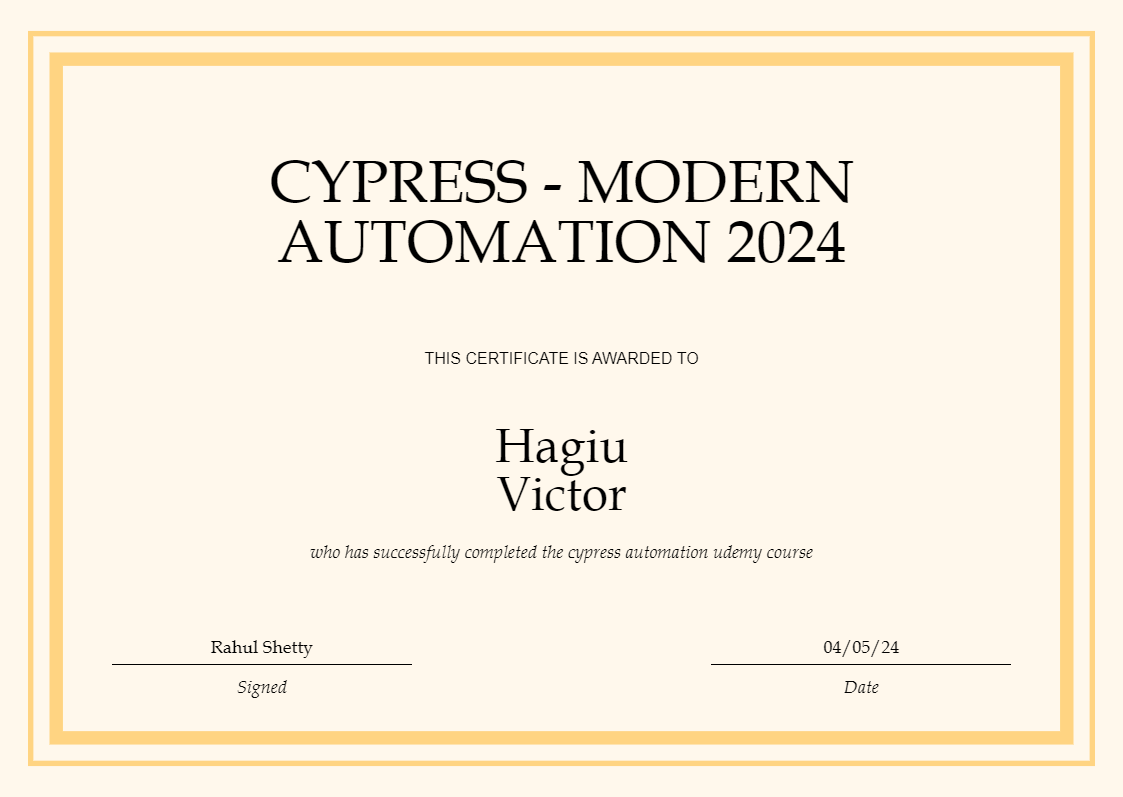 CYPRESS - MODERN
AUTOMATION 2024
THIS CERTIFICATE IS AWARDED TO
Hagiu
Victor
who has successfully completed the cypress automation udemy course
Rahul Shetty
Signed
04/05/24
Date